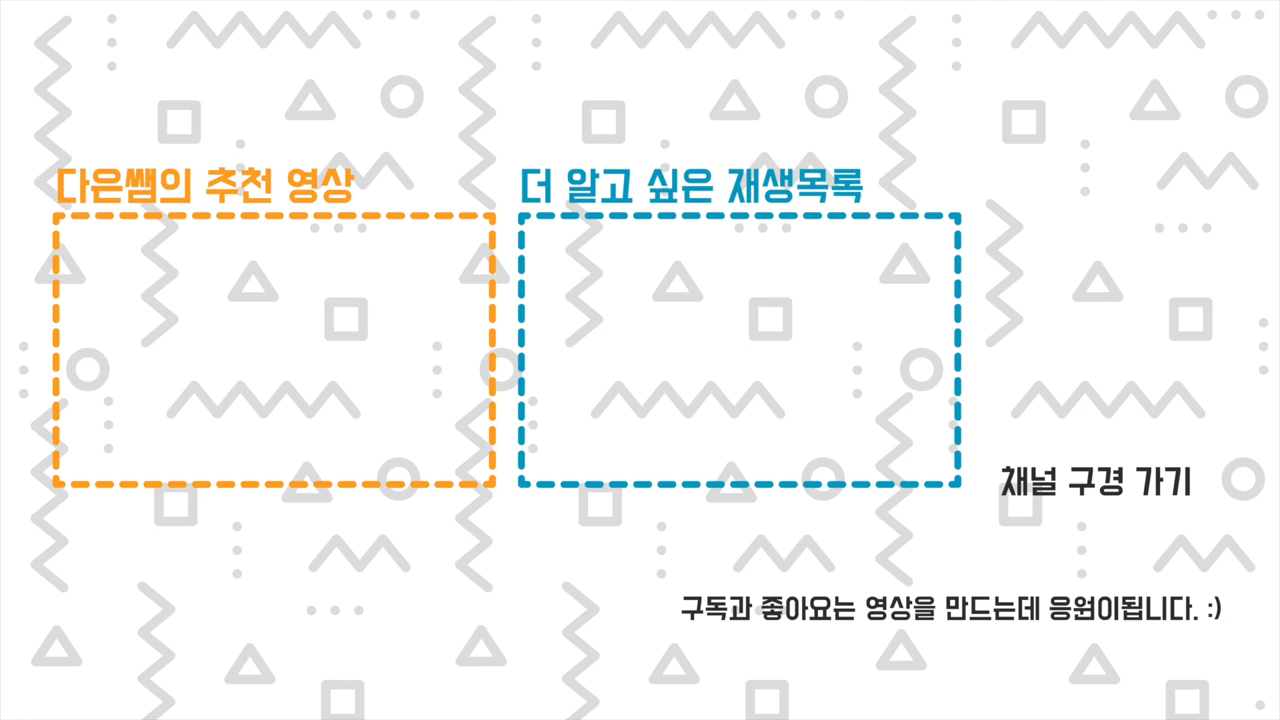 다은쌤의 추천 영상
더 알고 싶은 재생목록
채널 구경 가기
구독과 좋아요는 영상을 만드는데 응원이됩니다. :)